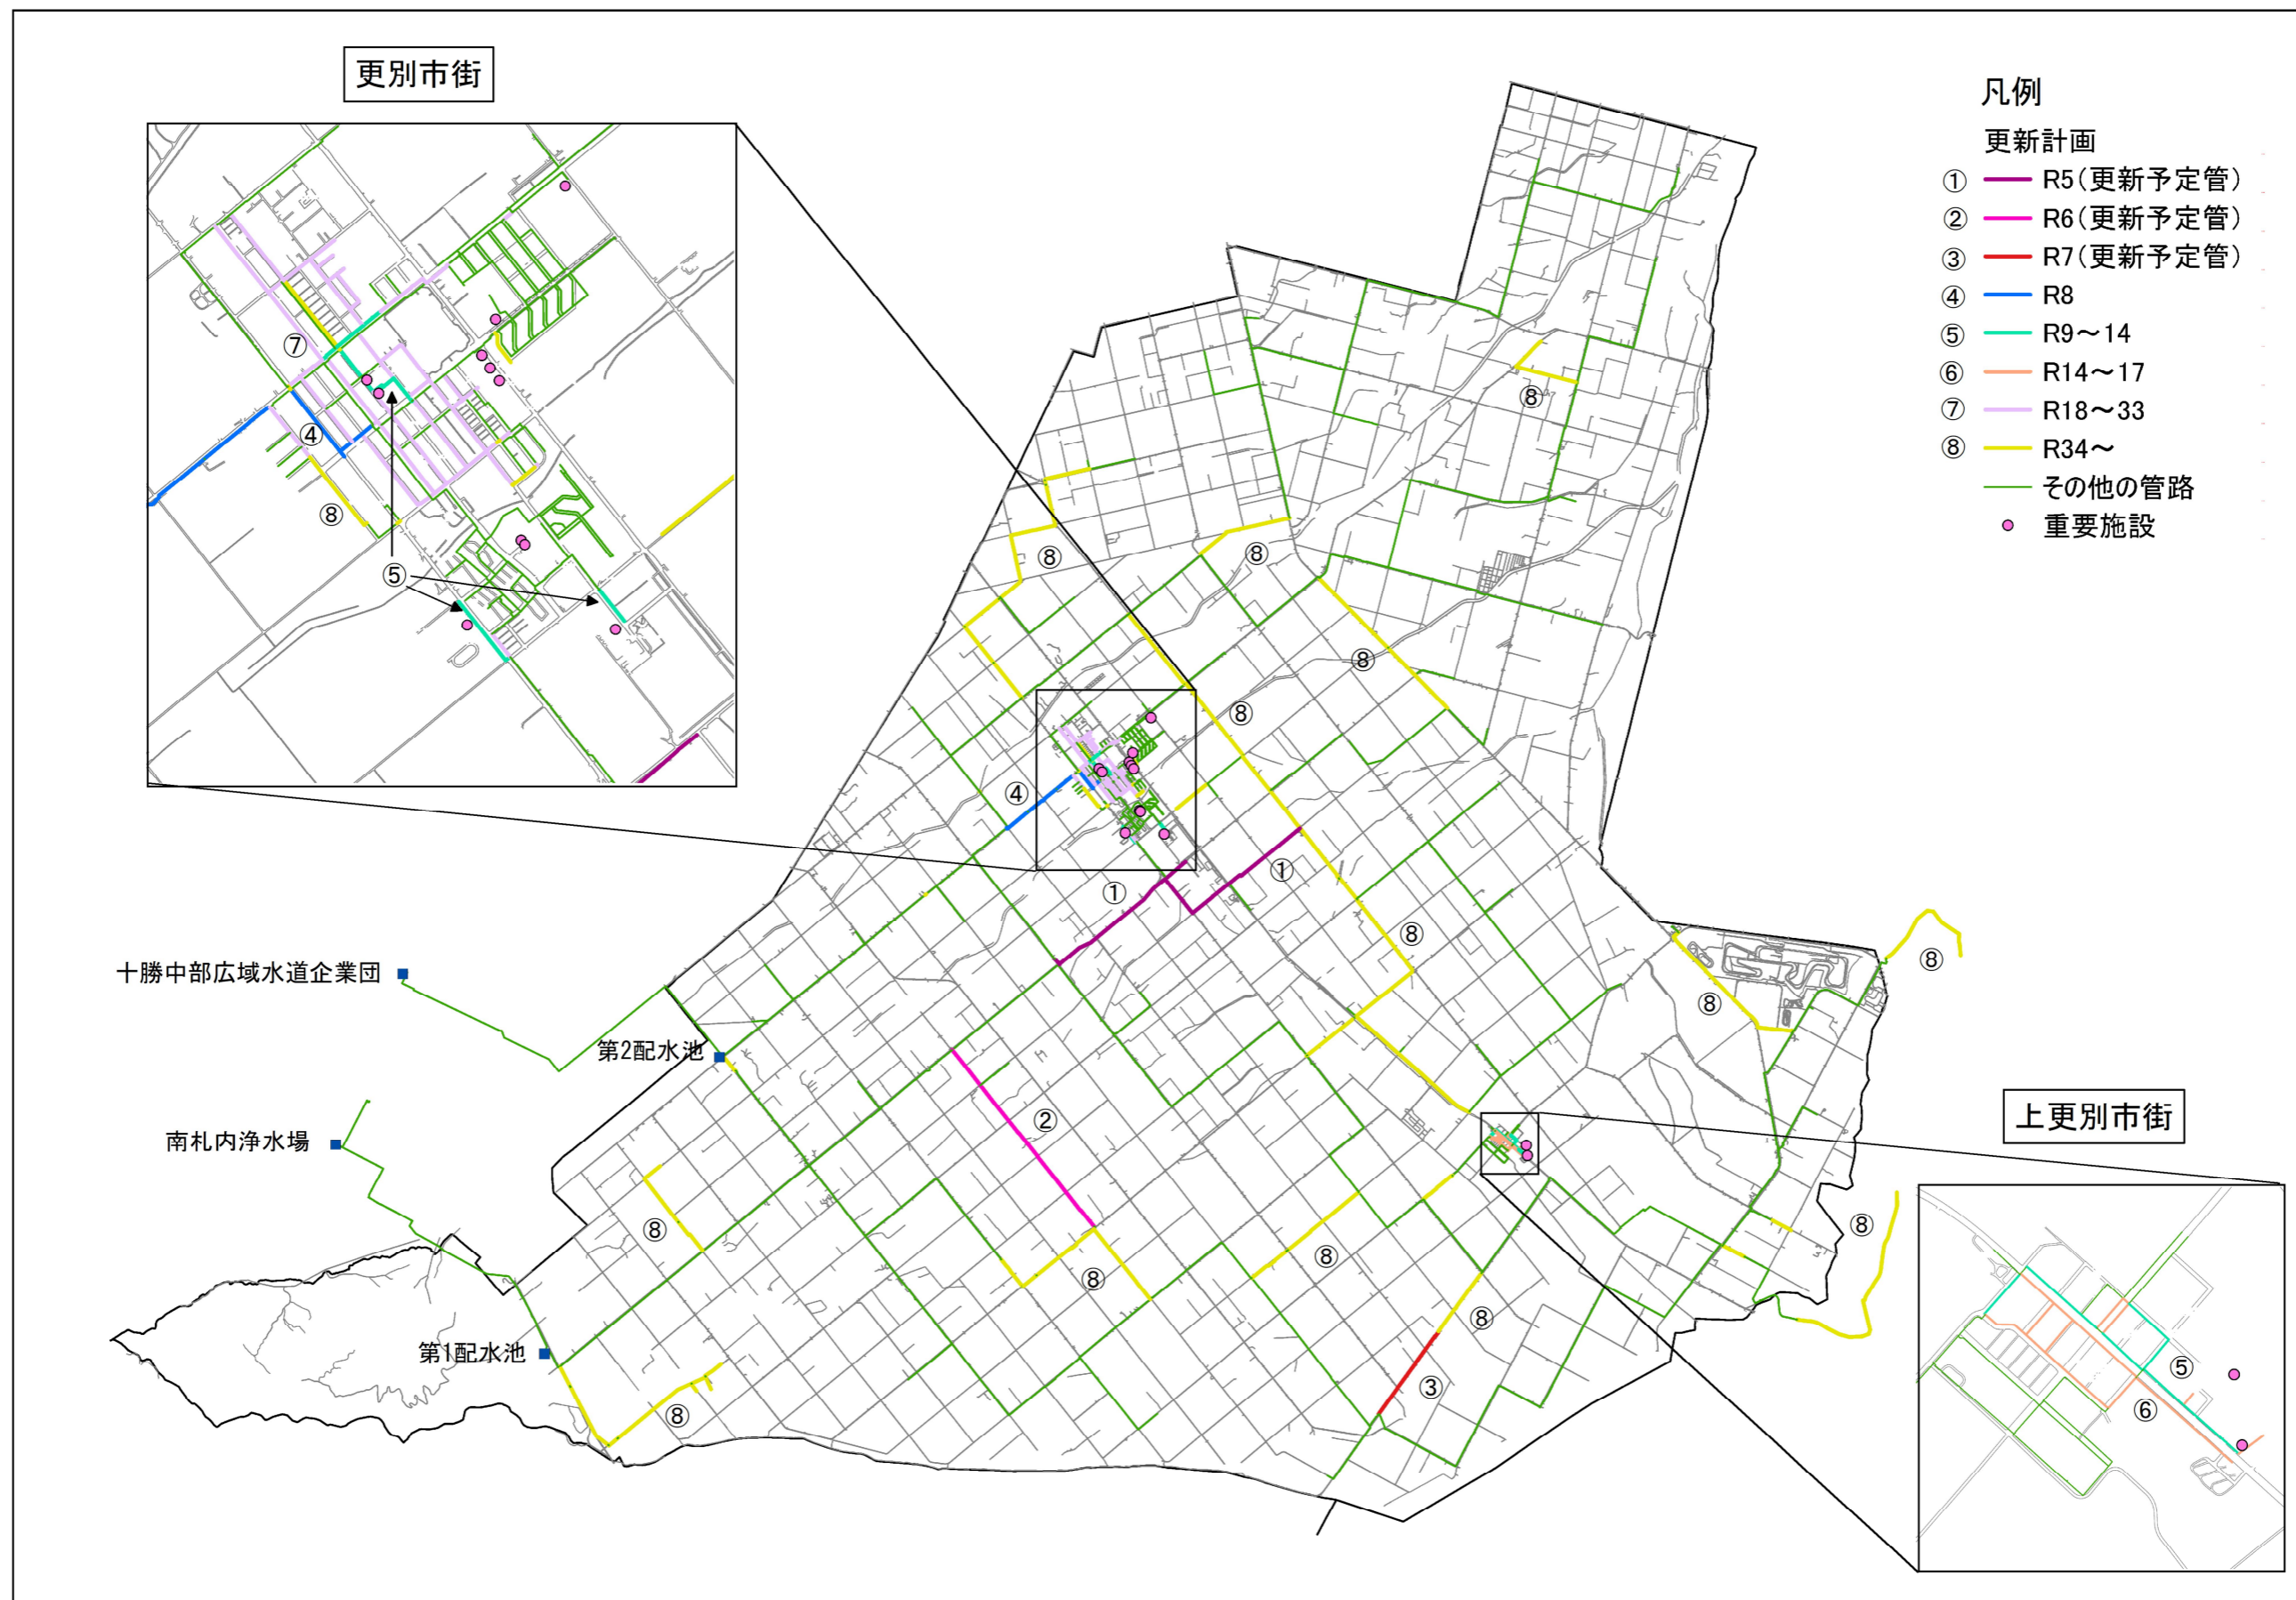 更別市街
凡例
更新計画
① R5(更新予定管)
② R6(更新予定管)
③ R7(更新予定管)
④ R8
⑤ R9～14
⑥ R14～17
⑦ R18～33
⑧ R34～
その他の管路
重要施設
⑦
④
⑧
⑤
⑧
⑧
⑧
⑧
⑧
④
①
①
⑧
⑧
⑧
十勝中部広域水道企業団
第2配水池
南札内浄水場
②
上更別市街
⑧
⑧
⑧
⑧
⑧
第1配水池
③
⑧
⑤
⑥